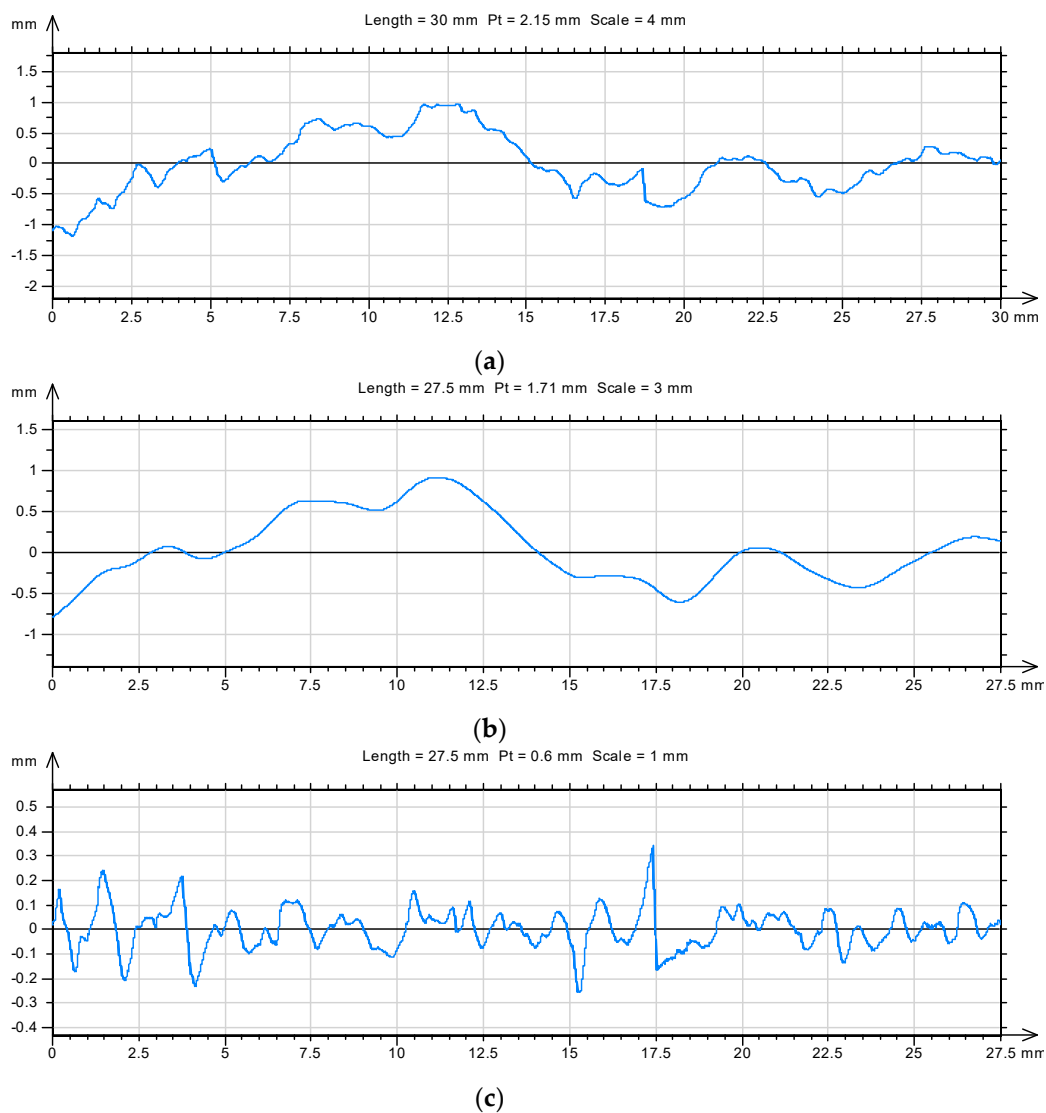 Length = 30 mm  Pt = 2.15 mm  Scale = 4 mm
mm
1.5
1
0.5
0
-0.5
-1
-1.5
-2
0 2.5 5 7.5 10 12.5 15 17.5 20 22.5 25 27.5 30 mm
(a)
Length = 27.5 mm  Pt = 1.71 mm  Scale = 3 mm
mm
1.5
1
0.5
0
-0.5
-1
0 2.5 5 7.5 10 12.5 15 17.5 20 22.5 25 27.5 mm
(b)
Length = 27.5 mm  Pt = 0.6 mm  Scale = 1 mm
mm
0.5
0.4
0.3
0.2
0.1
0
-0.1
-0.2
-0.3
-0.4
0 2.5 5 7.5 10 12.5 15 17.5 20 22.5 25 27.5 mm
(c)